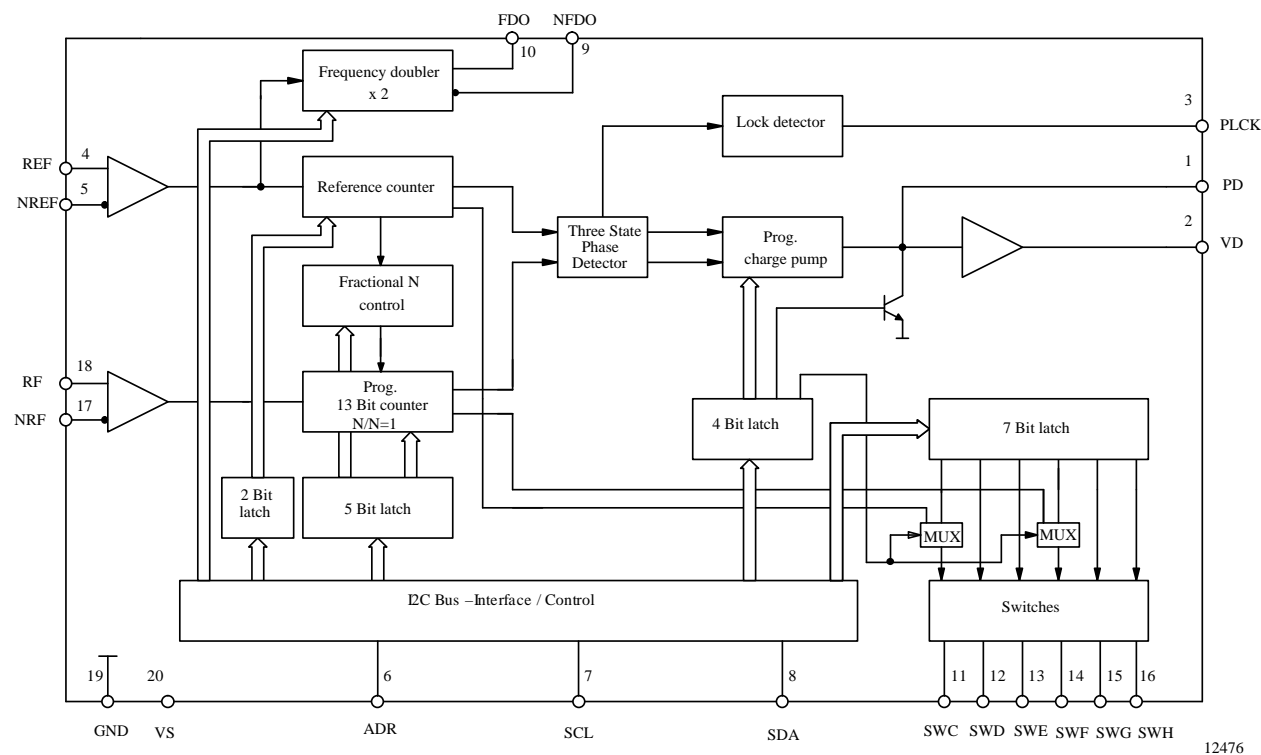 FDO NFDO
10 9
Frequency doubler
x 2
3
Lock detector
PLCK
REF 4
1
5
Reference counter
PD
NREF
2
Three State
Phase
Detector
Prog.
charge pump
VD
Fractional N
control
18
RF
Prog.
13 Bit counter
N/N=1
17
NRF
4 Bit latch
7 Bit latch
2 Bit
latch
5 Bit latch
MUX
MUX
I2C Bus –Interface / Control
Switches
19 20 6 7 8 11 12 13 14 15 16
GND VS ADR SCL SDA SWC SWD SWE SWF SWG SWH
12476